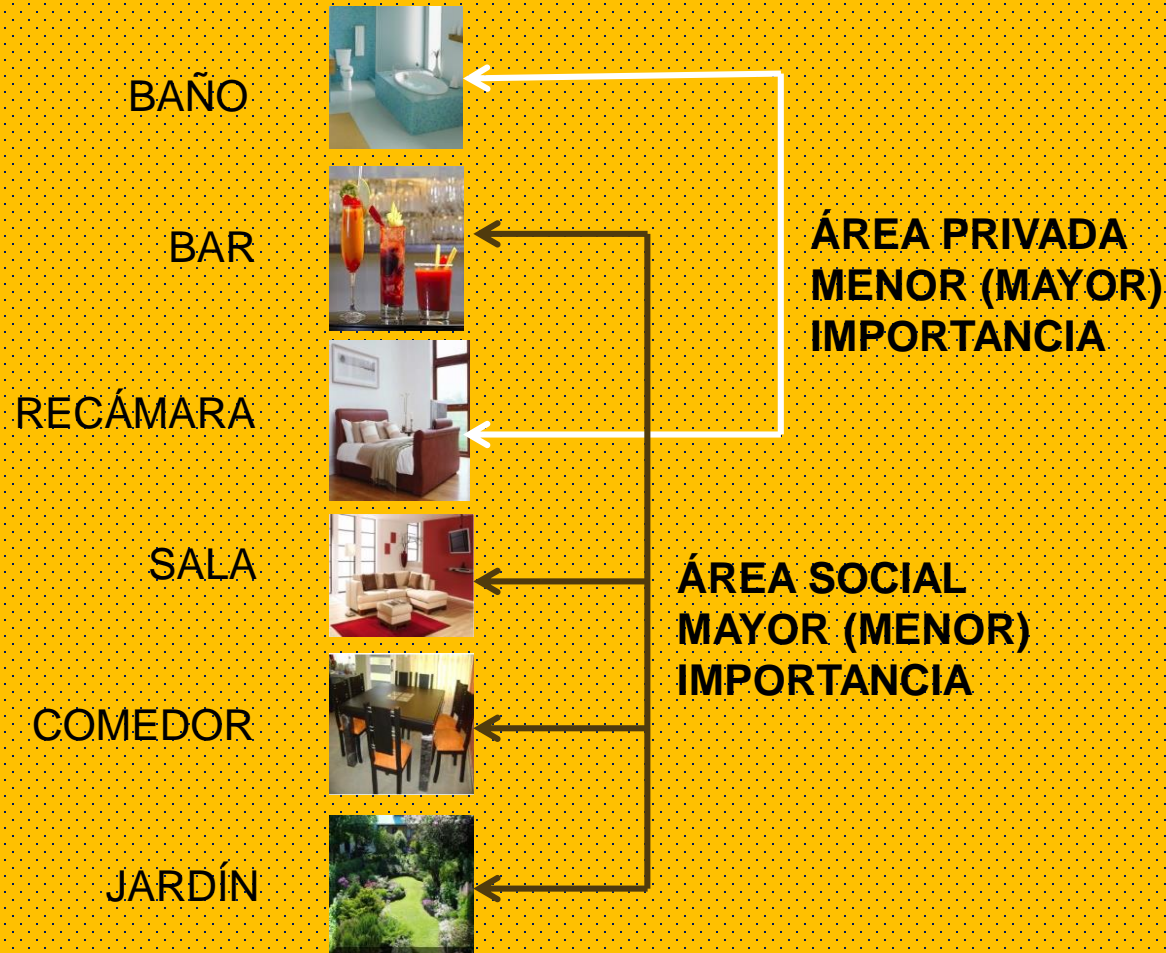 BAÑO
BAR
RECÁMARA
SALA
COMEDOR
JARDÍN
ÁREA PRIVADA
MENOR (MAYOR)
IMPORTANCIA
ÁREA SOCIAL
MAYOR (MENOR)
IMPORTANCIA